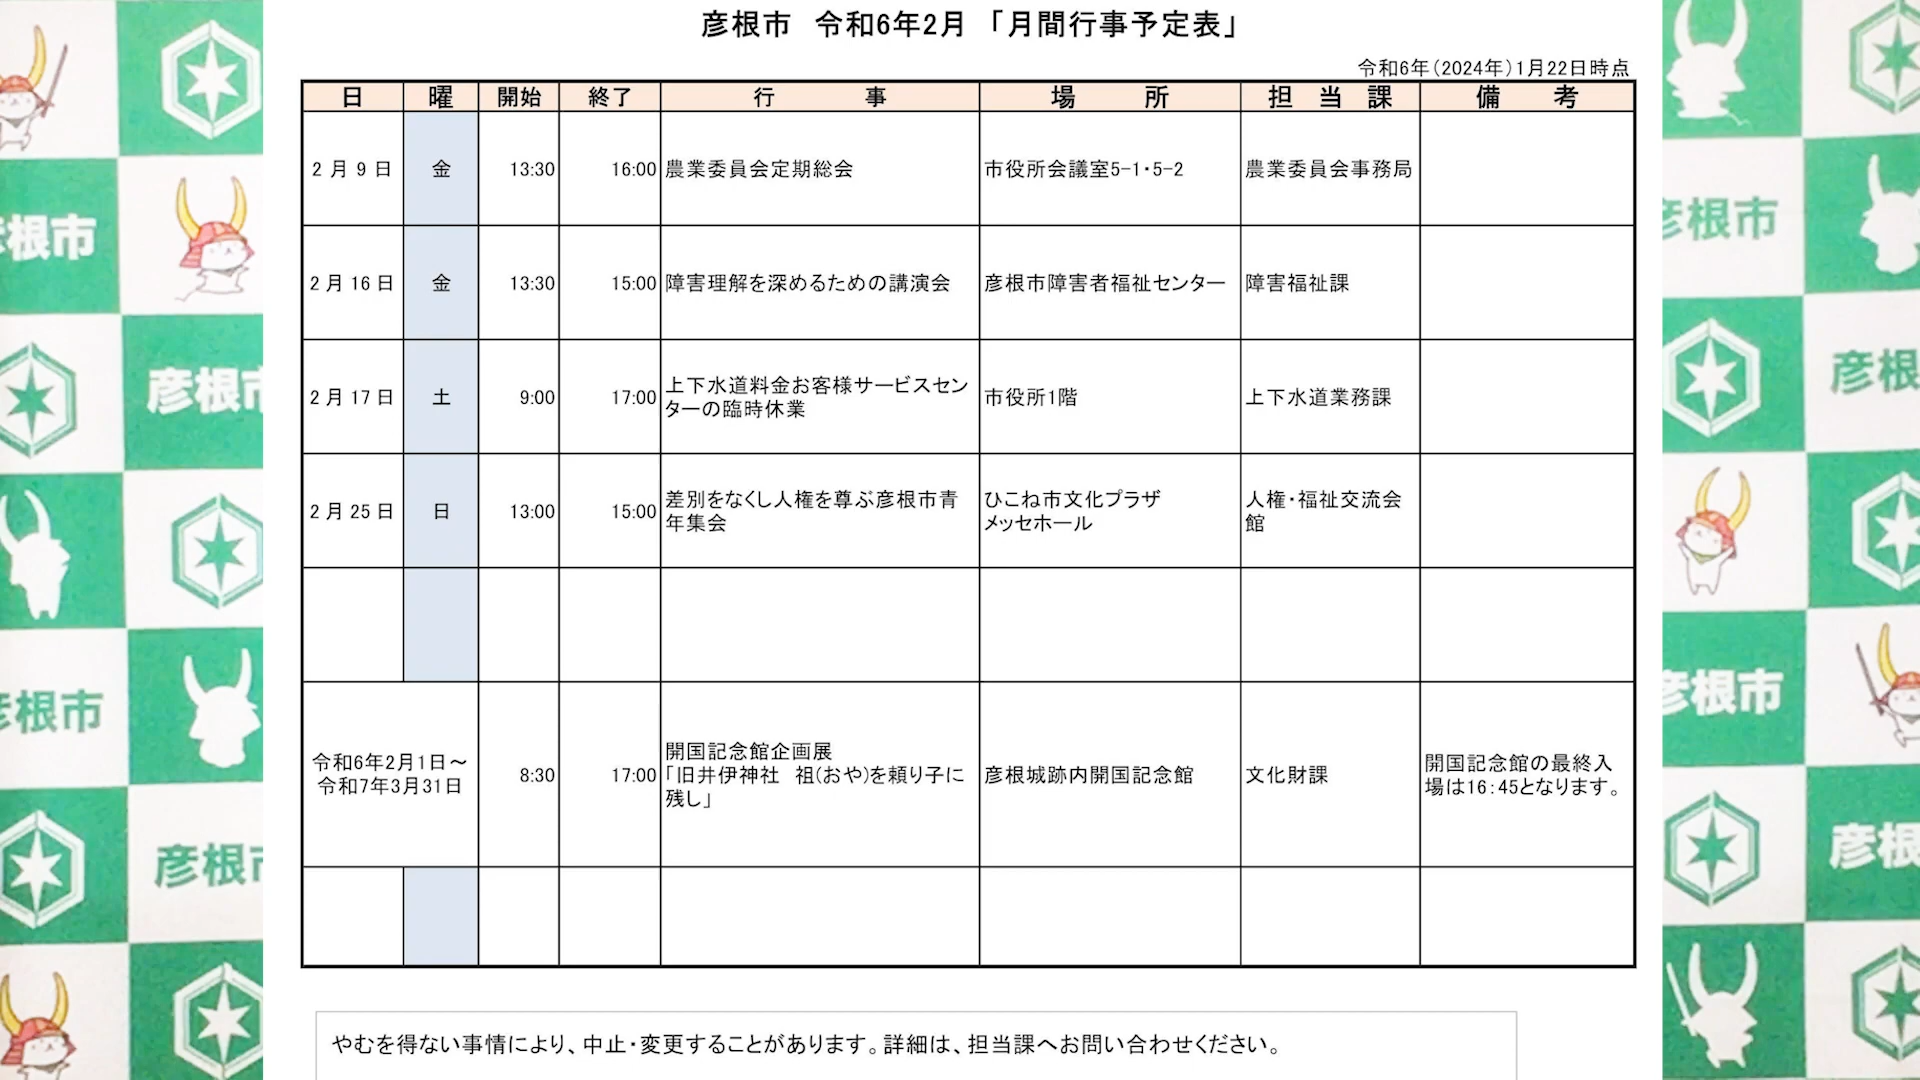 彦根市　令和6年2月　「月間行事予定表」
令和6年(2024年)1月22日時点
日 曜 開始 終了 行 事 場 所 担 当 課 備 考
2 月 9 日 金 13:30 16:00 農業委員会定期総会 市役所会議室5-1・5-2 農業委員会事務局
2 月 16 日 金 13:30 15:00 障害理解を深めるための講演会 彦根市障害者福祉センター 障害福祉課
2 月 17 日 土 9:00 17:00 上下水道料金お客様サービスセン
ターの臨時休業 市役所1階 上下水道業務課
2 月 25 日 日 13:00 15:00 差別をなくし人権を尊ぶ彦根市青
年集会
ひこね市文化プラザ
メッセホール
人権・福祉交流会
館
令和6年2月1日～
令和7年3月31日
8:30 17:00
開国記念館企画展
「旧井伊神社　祖(おや)を頼り子に
残し」
彦根城跡内開国記念館 文化財課
開国記念館の最終入
場は16:45となります。
やむを得ない事情により、中止・変更することがあります。詳細は、担当課へお問い合わせください。
彦根市
彦根市
彦根市
彦根市
彦根市
彦根
彦根市
彦根